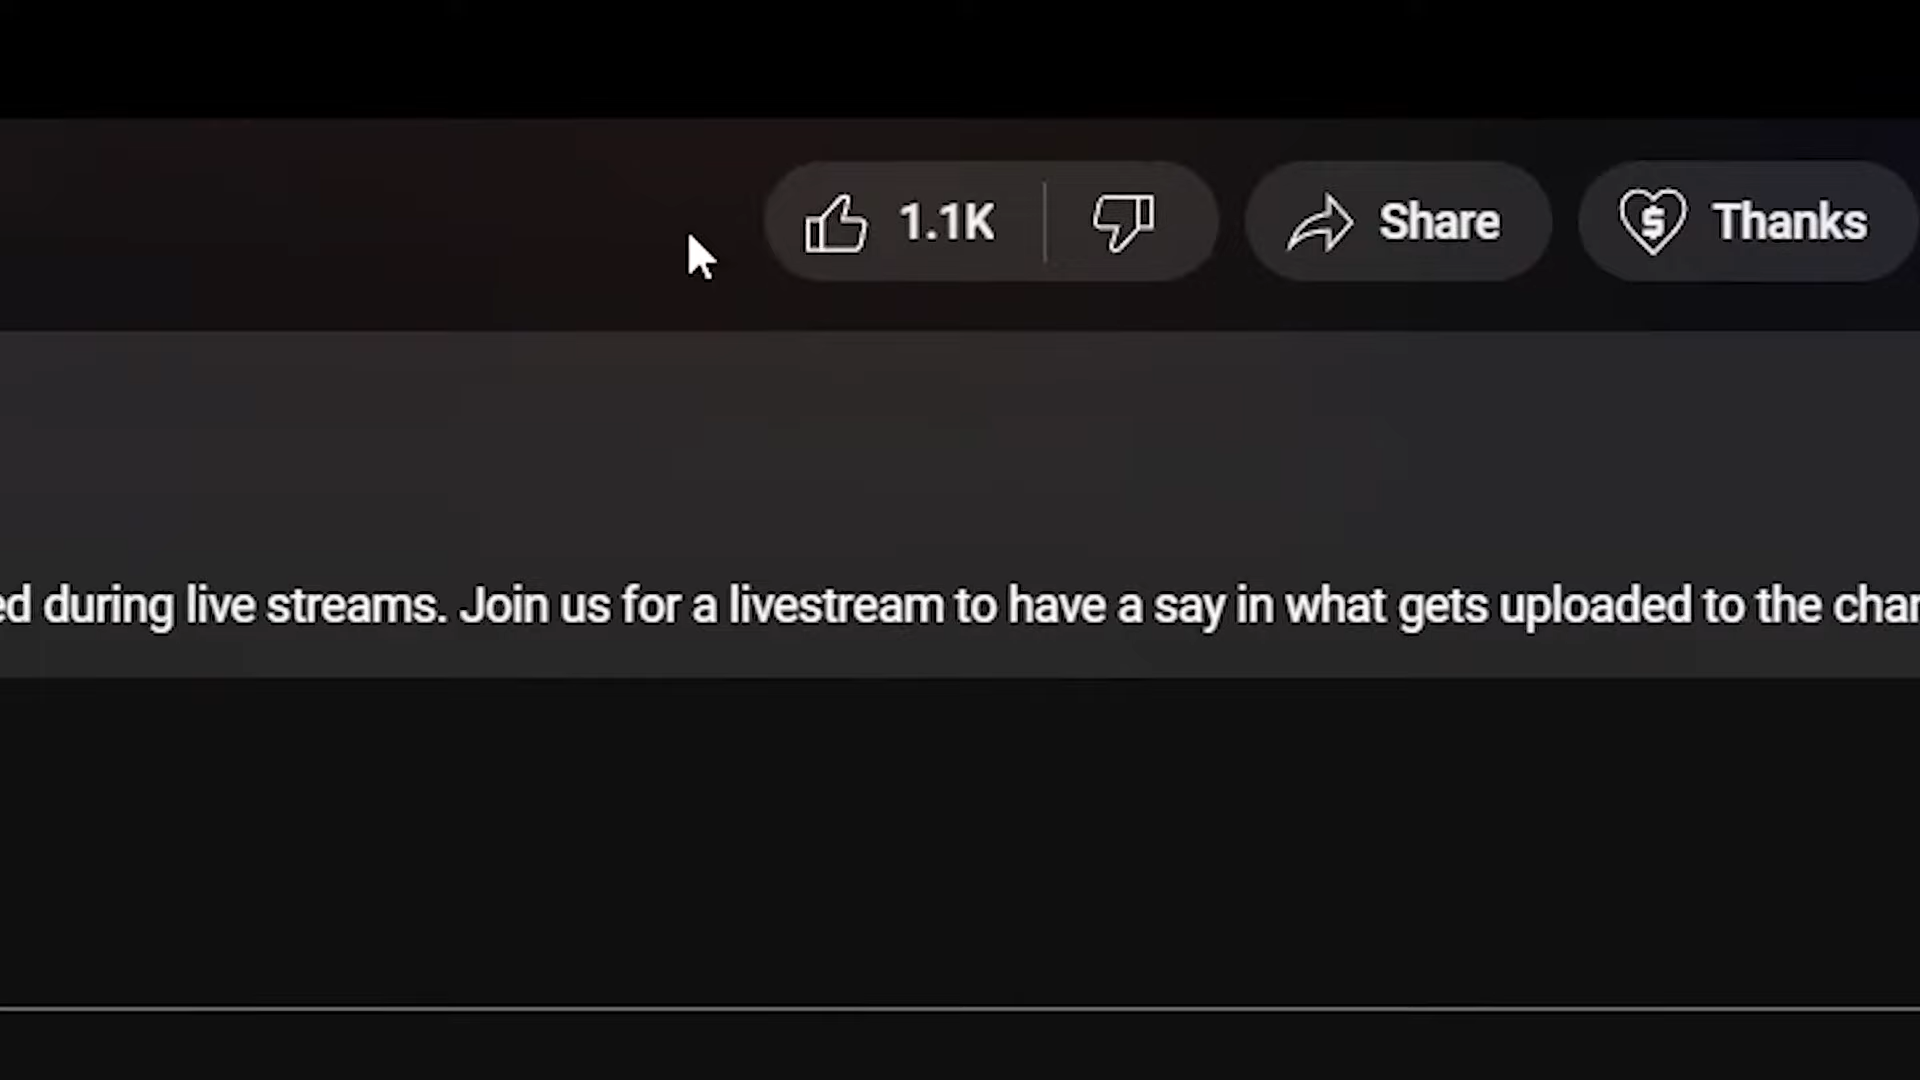 1.1K Share Thanks
during live streams. Join us for a livestream to have a say in what gets uploaded to the